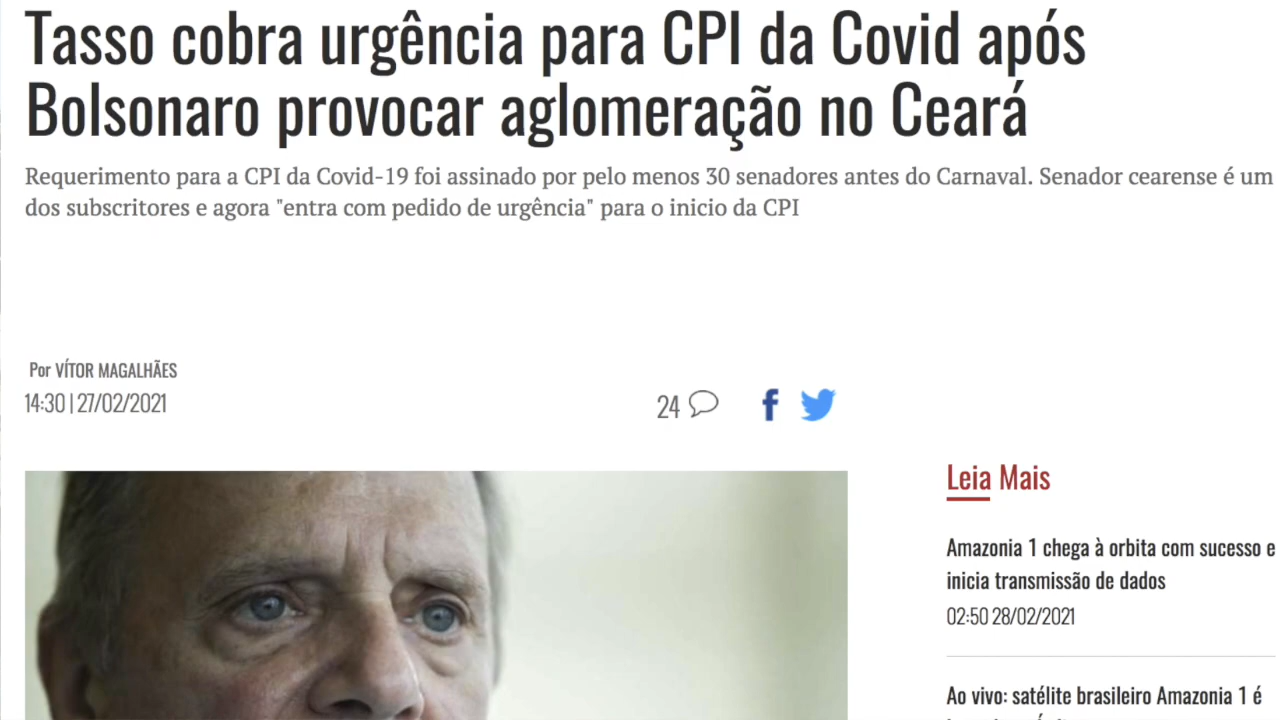 Tasso cobra urgência para CPI da Covid após
Bolsonaro provocar aglomeração no Ceará
Requerimento para a CPI da Covid-19 foi assinado por pelo menos 30 senadores antes do Carnaval. Senador cearense é um
dos subscritores e agora "entra com pedido de urgência" para o inicio da CPI
Por VÍTOR MAGALHÃES
14:30 | 27/02/2021
24
Leia Mais
Amazonia 1 chega à orbita com sucesso e
inicia transmissão de dados
02:50 28/02/2021
Ao vivo: satélite brasileiro Amazonia 1 é